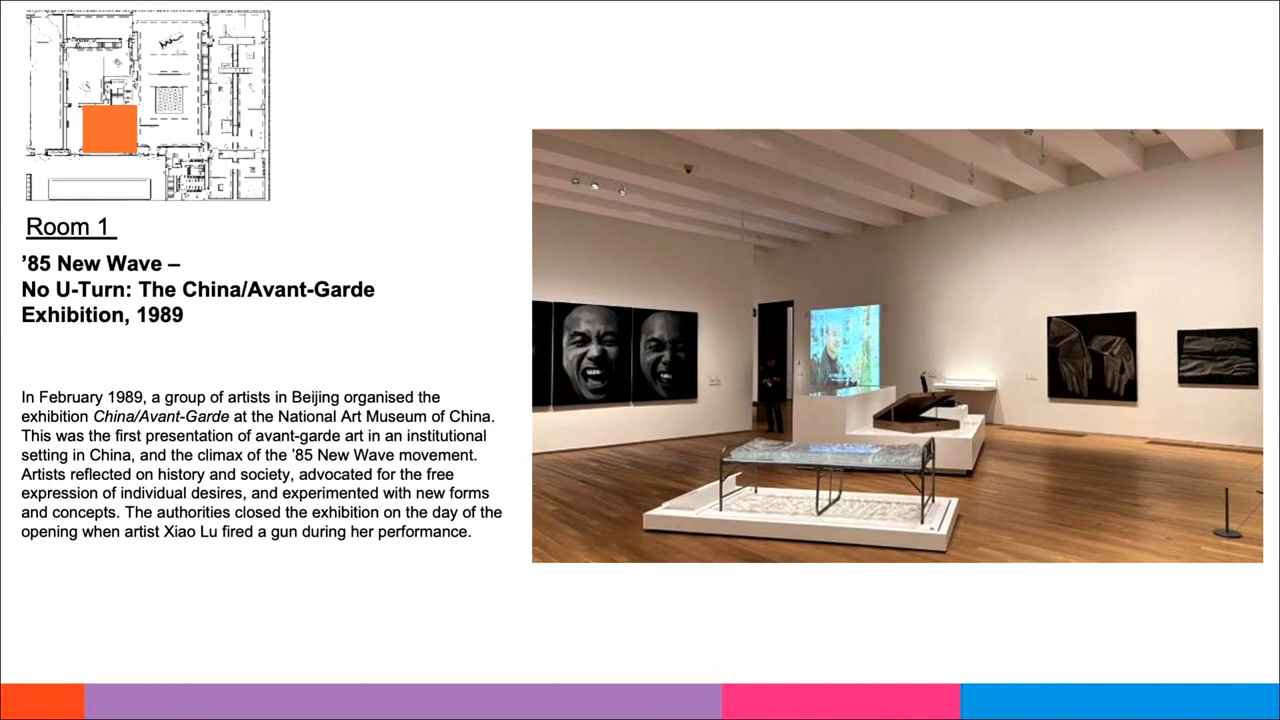 Room 1
’85 New Wave –
No U-Turn: The China/Avant-Garde
Exhibition, 1989
In February 1989, a group of artists in Beijing organised the
exhibition China/Avant-Garde at the National Art Museum of China.
This was the first presentation of avant-garde art in an institutional
setting in China, and the climax of the ’85 New Wave movement.
Artists reflected on history and society, advocated for the free
expression of individual desires, and experimented with new forms
and concepts. The authorities closed the exhibition on the day of the
opening when artist Xiao Lu fired a gun during her performance.